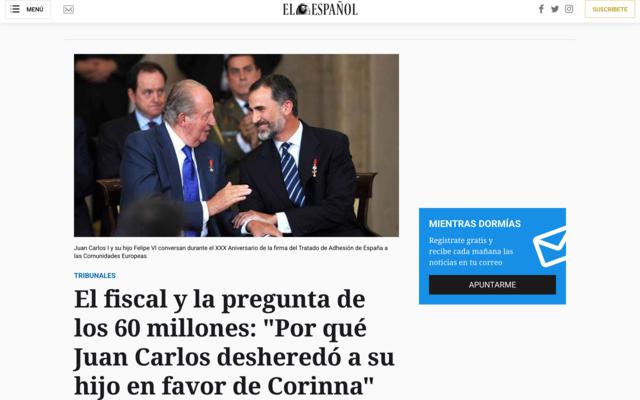 MENÚ
EL ESPAÑOL
SUSCRÍBETE
Juan Carlos I y su hijo Felipe VI conversan durante el XXX Aniversario de la firma del Tratado de Adhesión de España a
las Comunidades Europeas.
TRIBUNALES
El fiscal y la pregunta de
los 60 millones: "Por qué
Juan Carlos desheredó a su
hijo en favor de Corinna"
MIENTRAS DORMÍAS
Regístrate gratis y
recibe cada mañana las
noticias en tu correo
APUNTARME